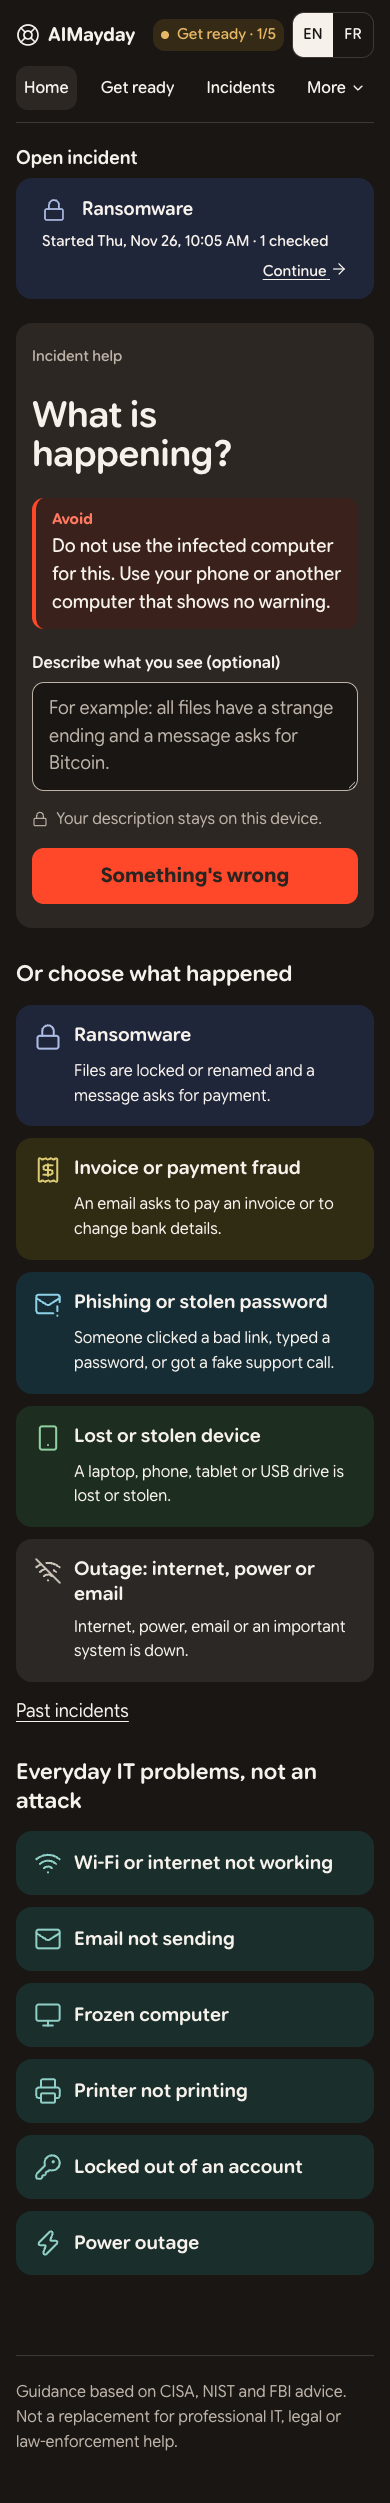 AIMayday
Get ready · 1/5
EN
FR
Home
Get ready
Incidents
More
Open incident
Ransomware
Started Thu, Nov 26, 10:05 AM · 1 checked
Continue →
Incident help
What is
happening?
Avoid
Do not use the infected computer
for this. Use your phone or another
computer that shows no warning.
Describe what you see (optional)
For example: all files have a strange
ending and a message asks for
Bitcoin.
Your description stays on this device.
Something's wrong
Or choose what happened
Ransomware
Files are locked or renamed and a
message asks for payment.
Invoice or payment fraud
An email asks to pay an invoice or to
change bank details.
Phishing or stolen password
Someone clicked a bad link, typed a
password, or got a fake support call.
Lost or stolen device
A laptop, phone, tablet or USB drive is
lost or stolen.
Outage: internet, power or
email
Internet, power, email or an important
system is down.
Past incidents
Everyday IT problems, not an
attack
Wi-Fi or internet not working
Email not sending
Frozen computer
Printer not printing
Locked out of an account
Power outage
Guidance based on CISA, NIST and FBI advice.
Not a replacement for professional IT, legal or
law-enforcement help.